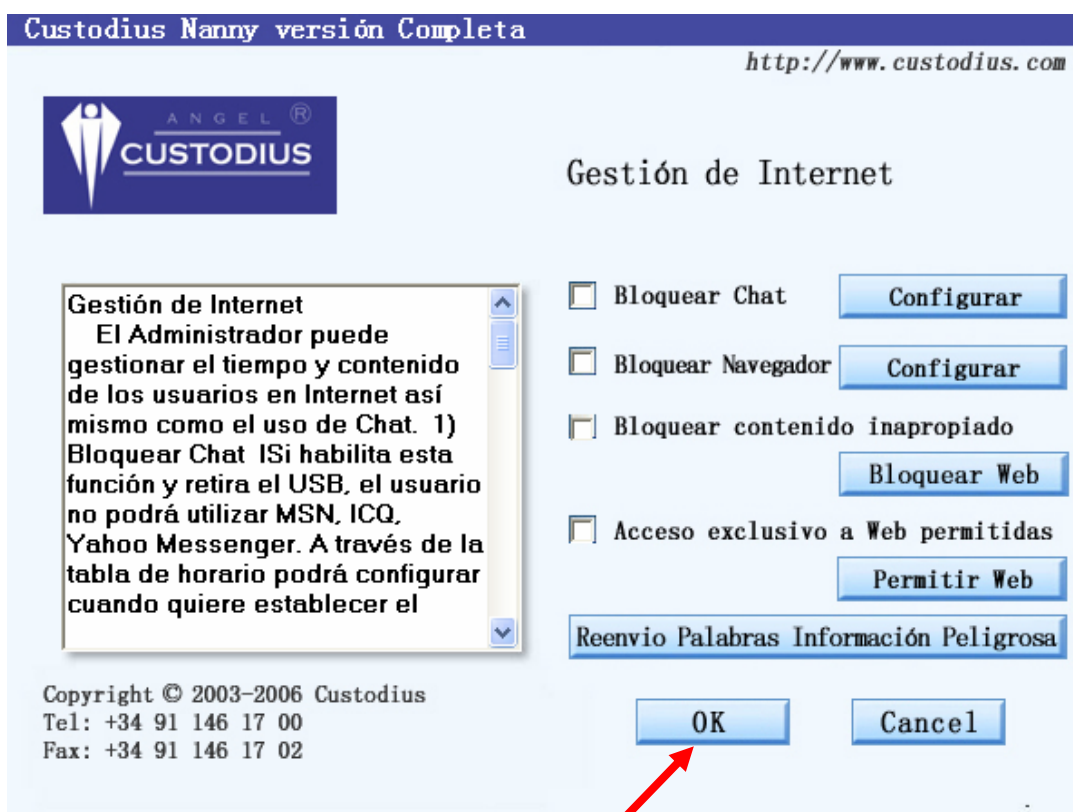 Custodius Nanny versión Completa
http://www.custodius.com
ANGEL ®
CUSTODIUS
Gestión de Internet
Gestión de Internet
El Administrador puede
gestionar el tiempo y contenido
de los usuarios en Internet así
mismo como el uso de Chat. 1)
Bloquear Chat ISi habilita esta
función y retira el USB, el usuario
no podrá utilizar MSN, ICQ,
Yahoo Messenger. A través de la
tabla de horario podrá configurar
cuando quiere establecer el
Bloquear Chat
Configurar
Bloquear Navegador
Configurar
Bloquear contenido inapropiado
Bloquear Web
Acceso exclusivo a Web permitidas
Permitir Web
Reenvio Palabras Información Peligrosa
Copyright © 2003-2006 Custodius
Tel: +34 91 146 17 00
Fax: +34 91 146 17 02
OK
Cancel